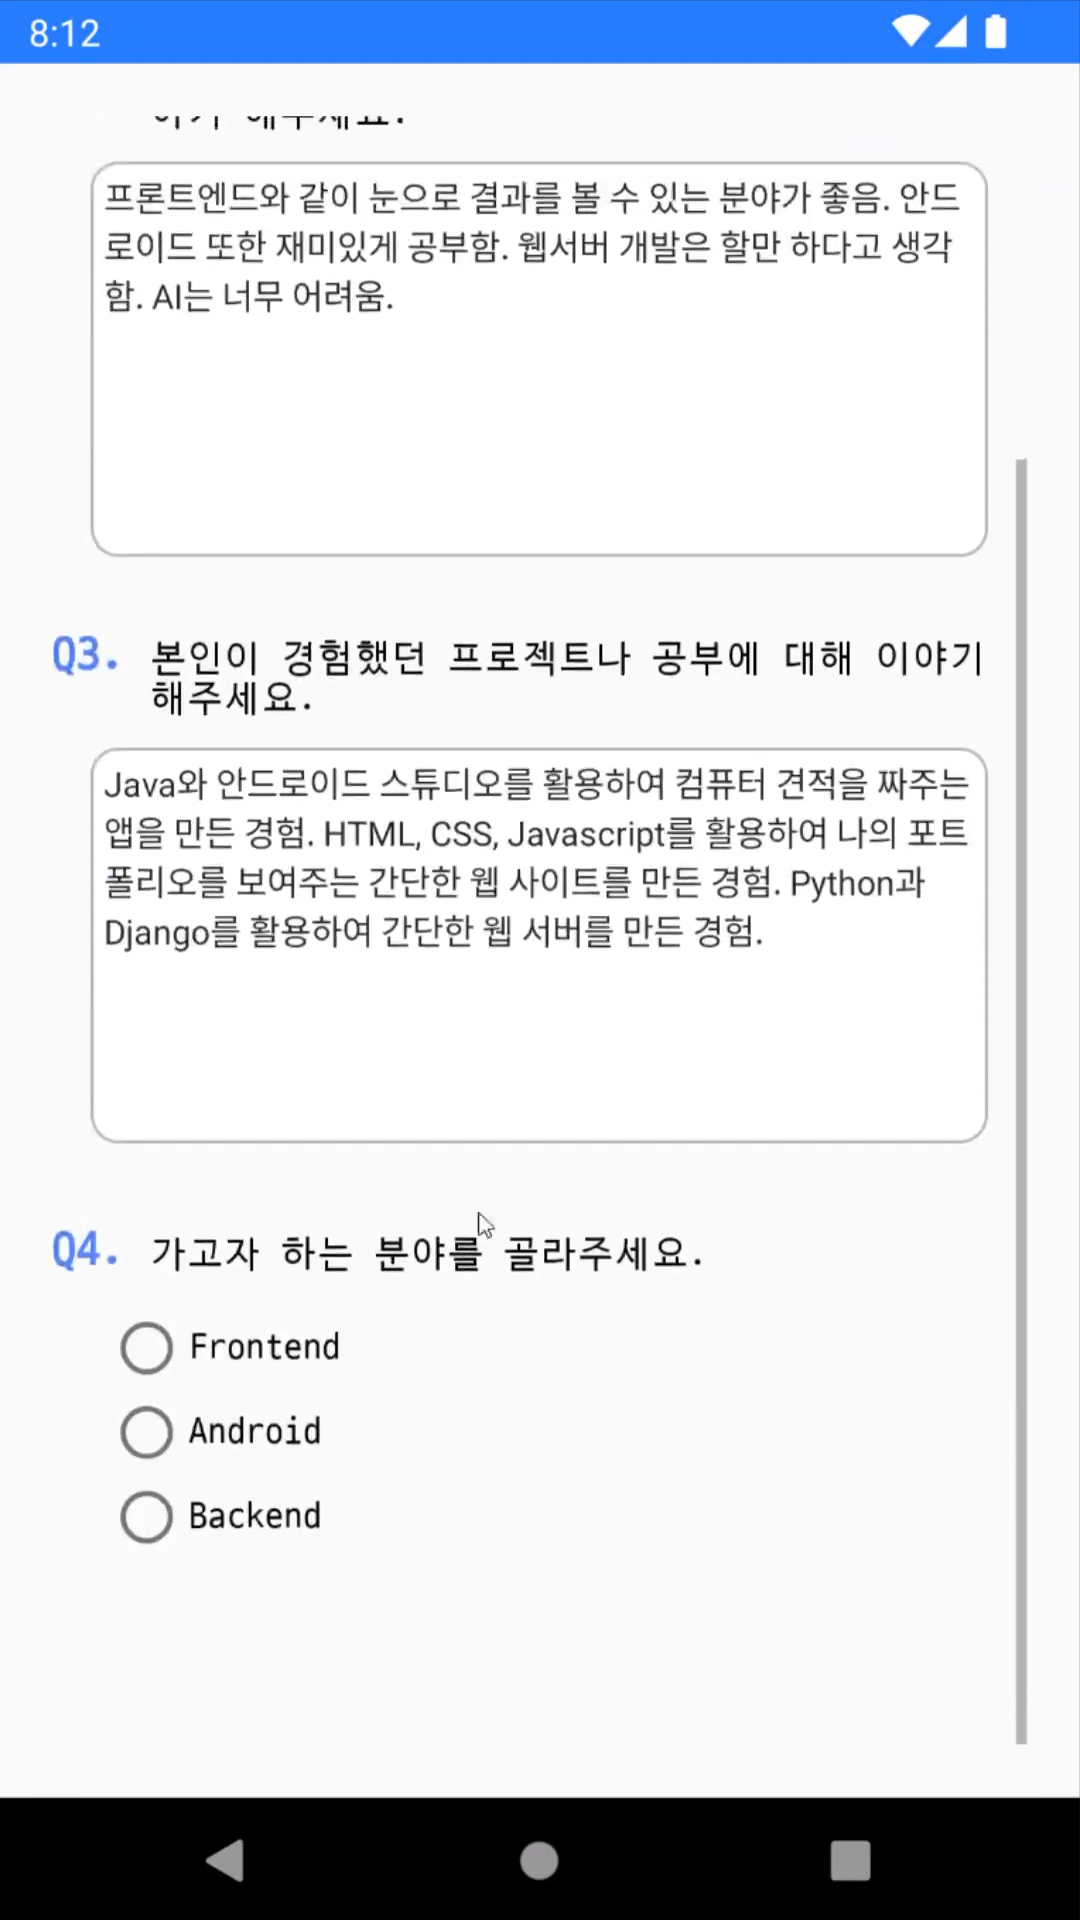 8:12
해주세요.
프론트엔드와 같이 눈으로 결과를 볼 수 있는 분야가 좋음. 안드
로이드 또한 재미있게 공부함. 웹서버 개발은 할만 하다고 생각
함. AI는 너무 어려움.
Q3. 본인이 경험했던 프로젝트나 공부에 대해 이야기
해주세요.
Java와 안드로이드 스튜디오를 활용하여 컴퓨터 견적을 짜주는
앱을 만든 경험. HTML, CSS, Javascript를 활용하여 나의 포트
폴리오를 보여주는 간단한 웹 사이트를 만든 경험. Python과
Django를 활용하여 간단한 웹 서버를 만든 경험.
Q4. 가고자 하는 분야를 골라주세요.
Frontend
Android
Backend